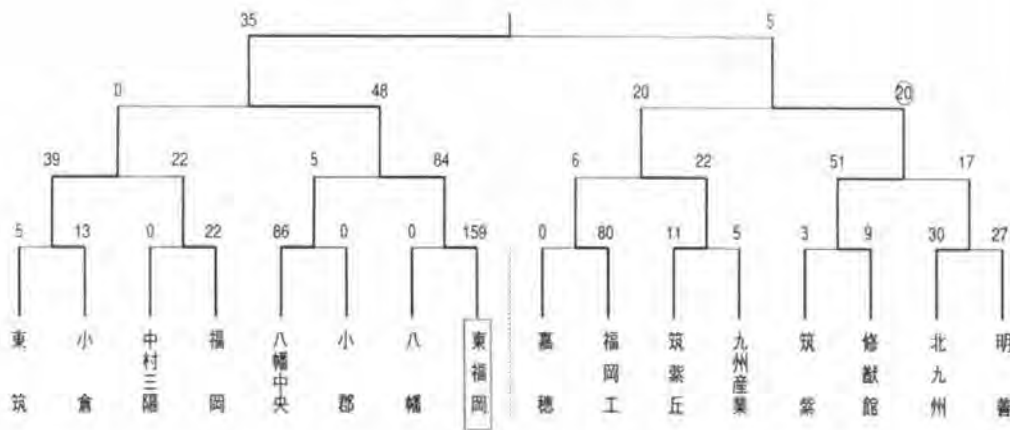 35 5
0 48 20 20
39 22 5 84 6 22 51 17
5 13 0 22 86 0 0 159 0 80 11 5 3 9 30 27
東筑
小倉
中村三陽
福岡
八幡中央
小郡
八幡
東福岡
嘉穂
福岡工
筑紫丘
九州産業
筑紫
修猷館
北九州
明善